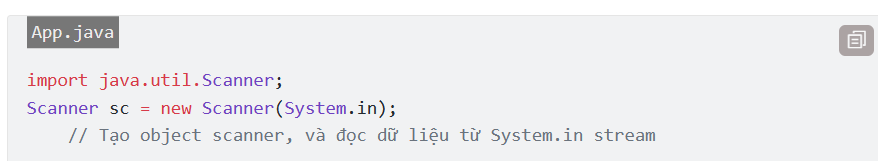 App.java
import java.util.Scanner;
Scanner sc = new Scanner(System.in);
// Tạo object scanner, và đọc dữ liệu từ System.in stream